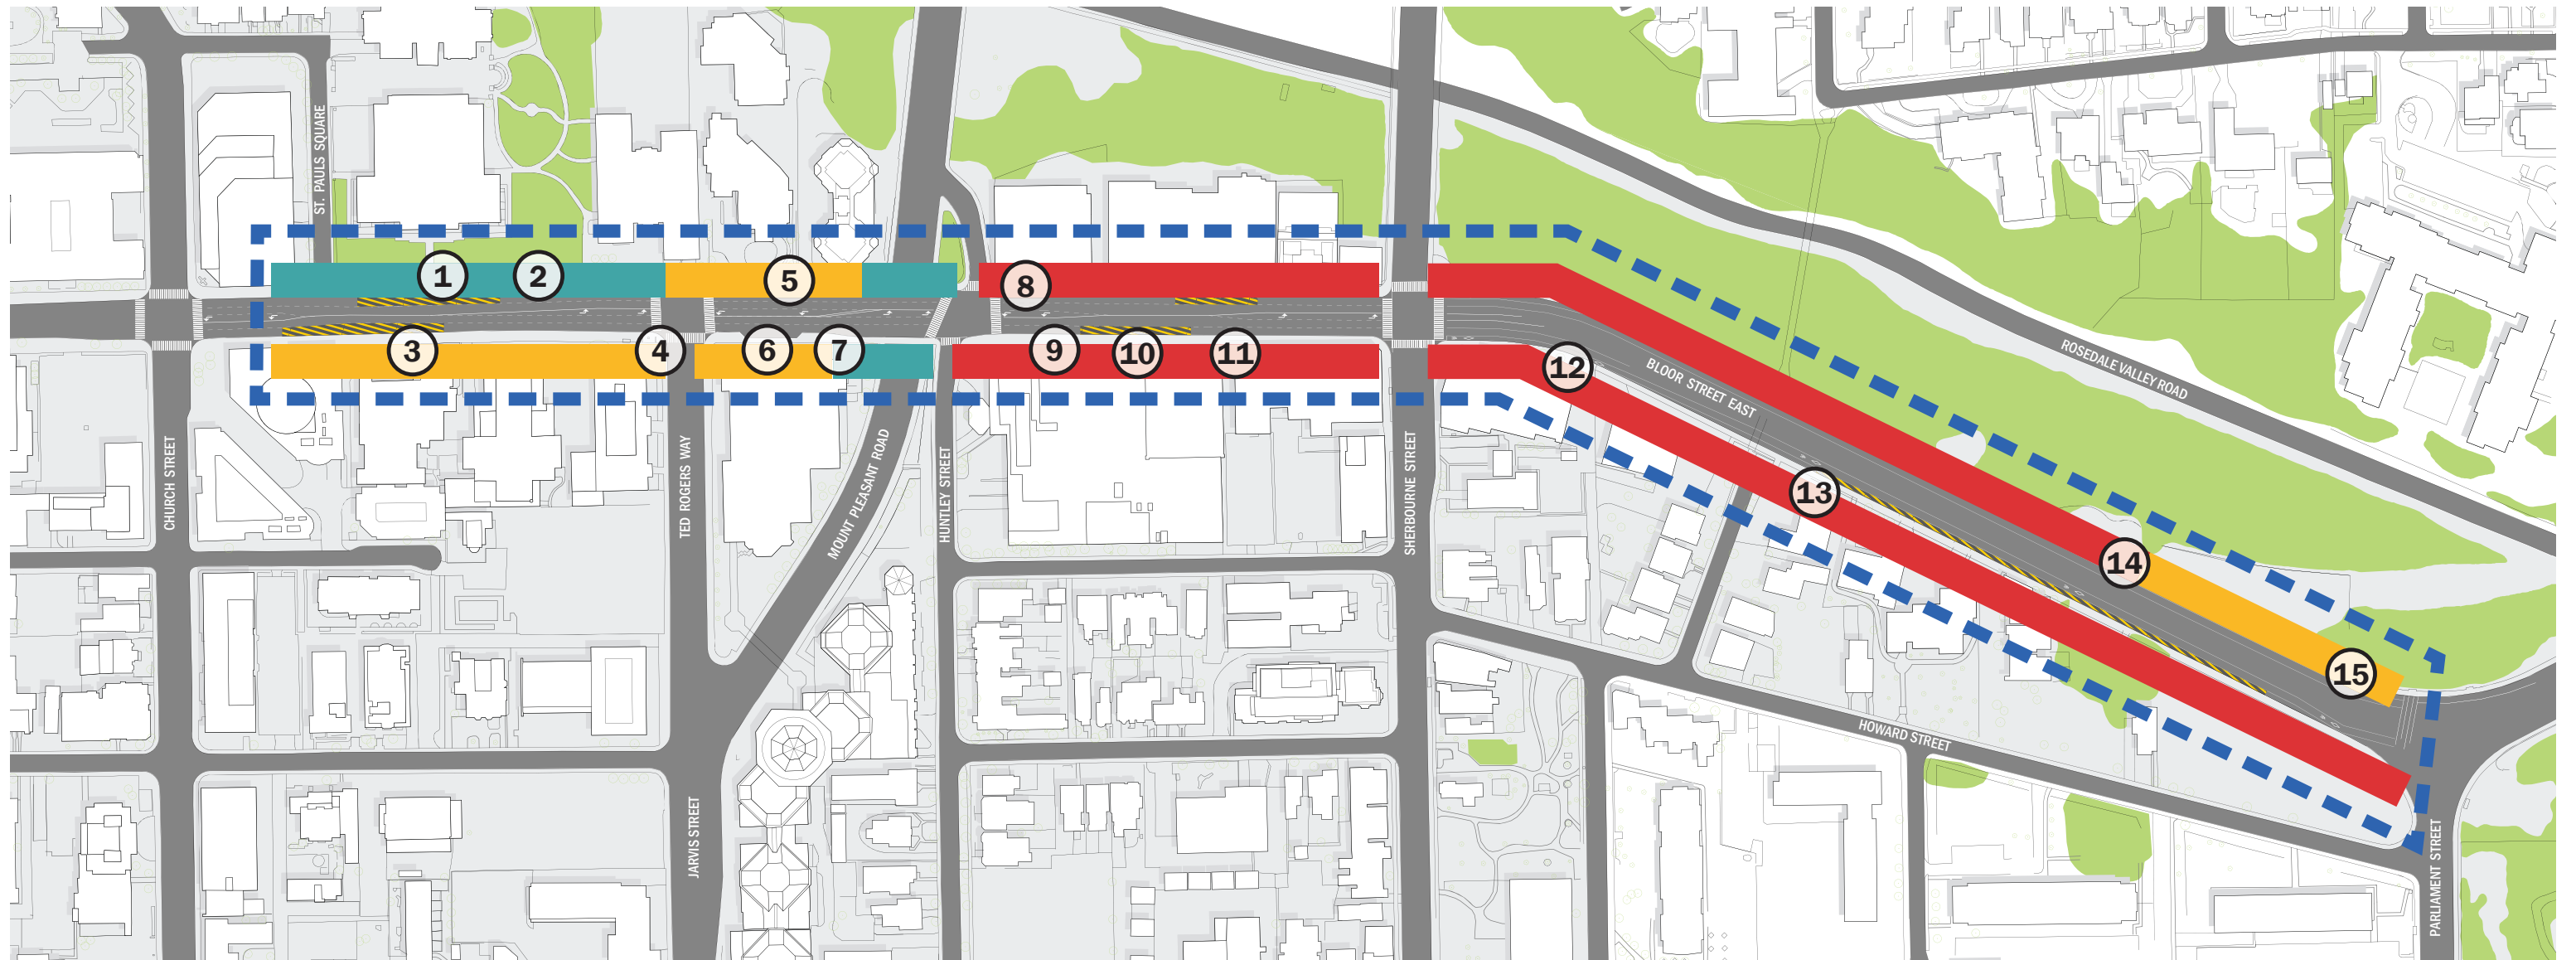 ST. PAULS SQUARE
1
2
5
8
3
4
6
7
9
10
11
12
13
14
15
BLOOR STREET EAST
ROSEDALE VALLEY ROAD
CHURCH STREET
TED ROGERS WAY
MOUNT PLEASANT ROAD
HUNTLEY STREET
SHERBOURNE STREET
HOWARD STREET
JARVIS STREET
PARLIAMENT STREET